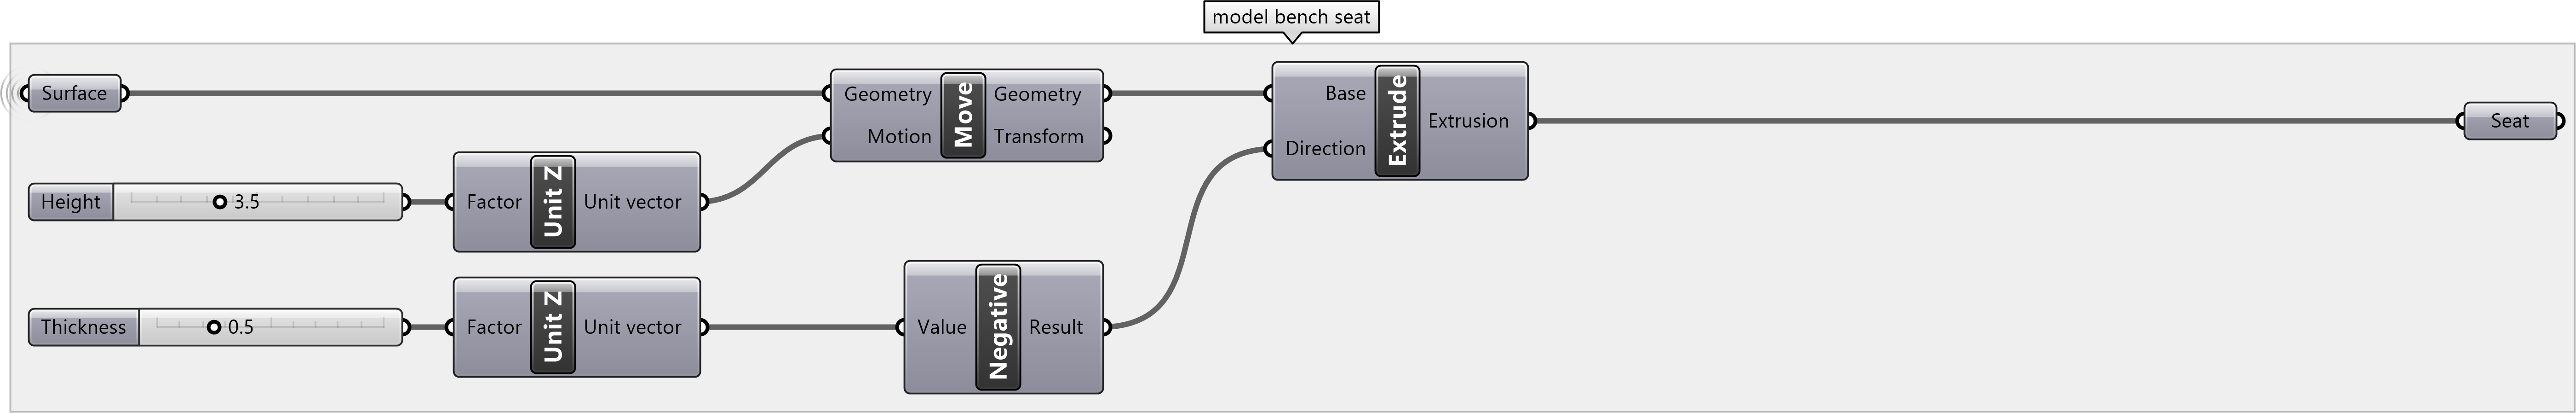 model bench seat
Surface
Geometry
Motion
Move
Geometry
Transform
Base
Direction
Extrude
Extrusion
Seat
Height
3.5
Factor
Unit Z
Unit vector
Thickness
0.5
Factor
Unit Z
Unit vector
Value
Negative
Result